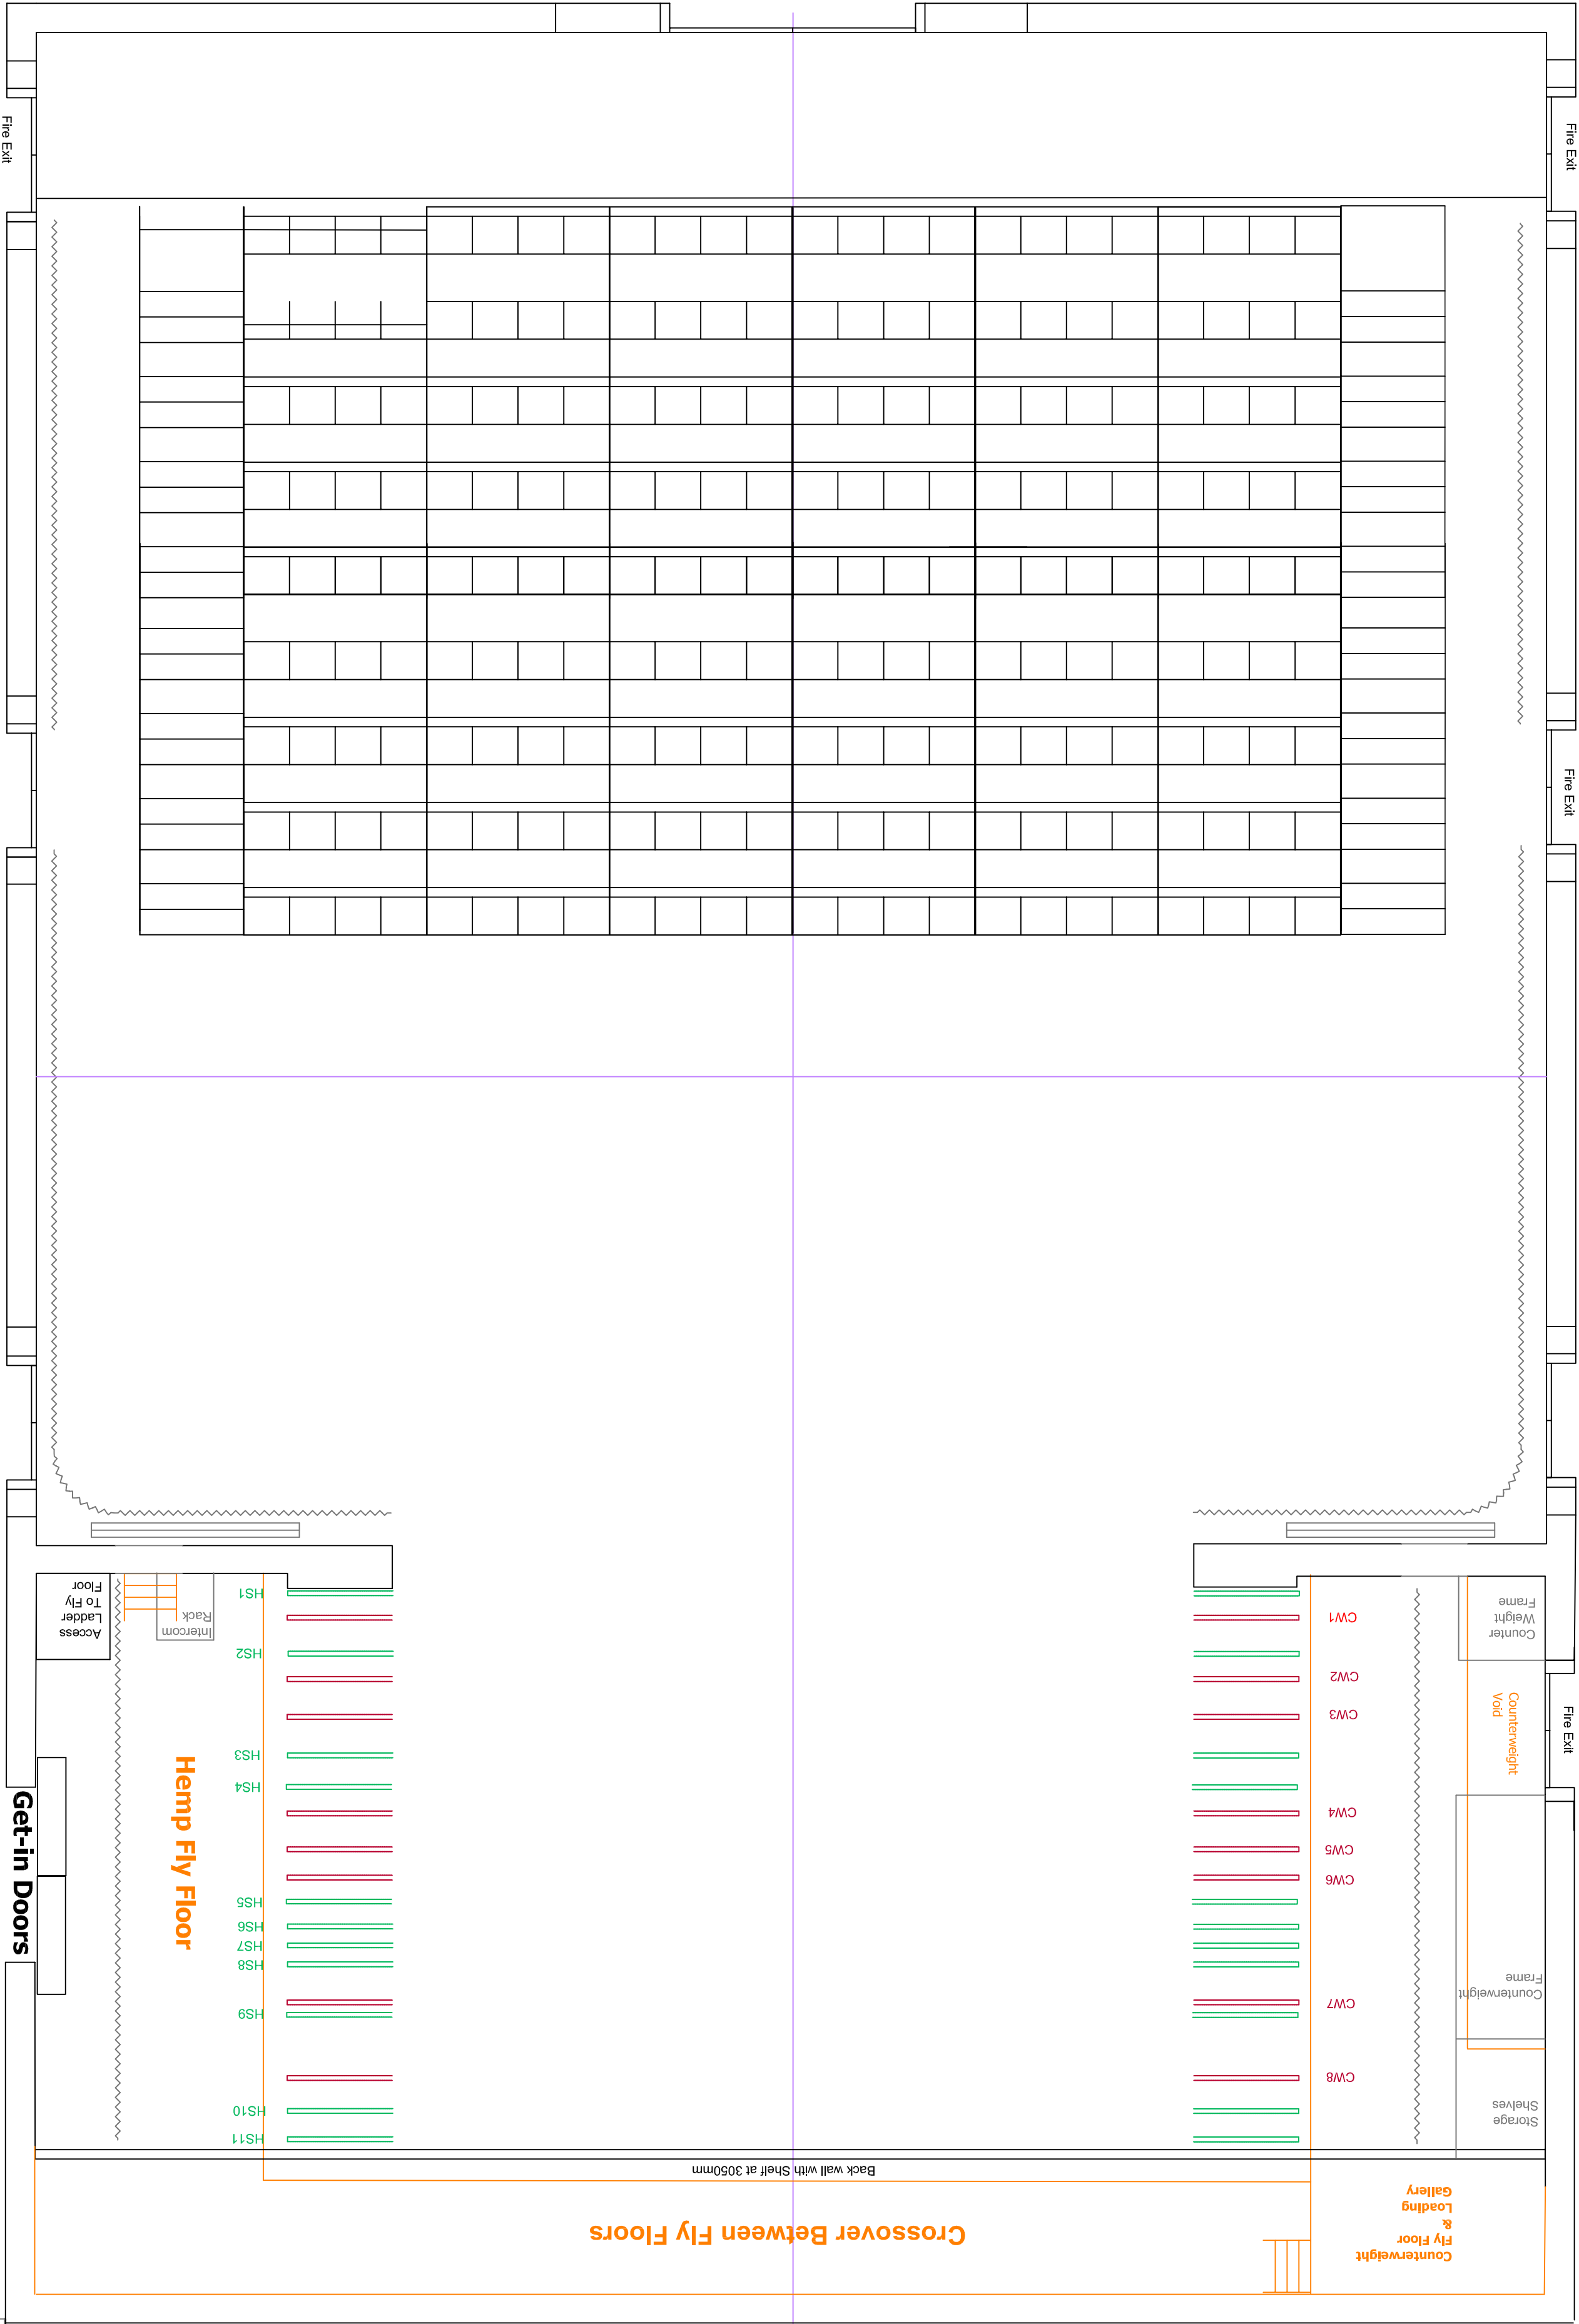 Fire Exit
Fire Exit
Fire Exit
Access
Ladder
To Fly
Floor
Intercom
Rack
HS1
HS2
HS3
HS4
HS5
HS6
HS7
HS8
HS9
HS10
HS11
CW1
CW2
CW3
CW4
CW5
CW6
CW7
CW8
Counter
Weight
Frame
Counterweight
Void
Fire Exit
Get-in Doors
Hemp Fly Floor
Counterweight
Frame
Storage
Shelves
Back wall with Shelf at 3050mm
Crossover Between Fly Floors
Counterweight
Fly Floor
&
Loading
Gallery